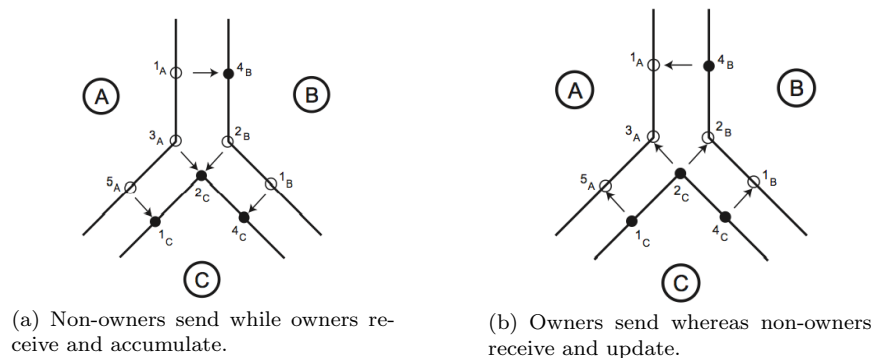 1A
4B
A
B
3A
2B
5A
1B
2C
1C
4C
C
(a) Non-owners send while owners re-
ceive and accumulate.
1A
4B
A
B
3A
2B
5A
1B
2C
1C
4C
C
(b) Owners send whereas non-owners
receive and update.